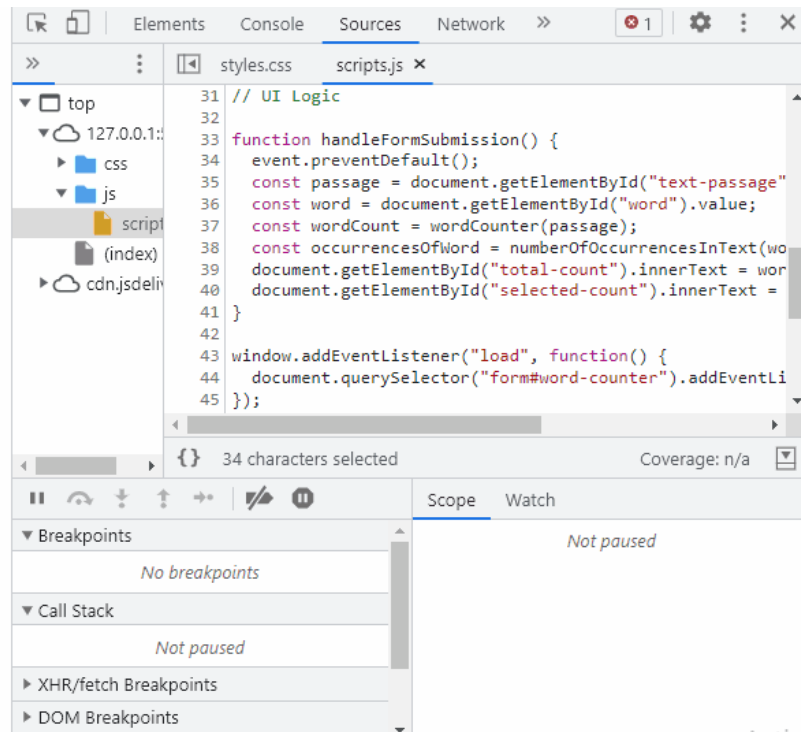 Elements Console Sources Network » 1
» styles.css scripts.js ×
top
127.0.0.1:5
css
js
script
(index)
cdn.jsdeliv
31 // UI Logic
32
33 function handleFormSubmission() {
34 event.preventDefault();
35 const passage = document.getElementById("text-passage"
36 const word = document.getElementById("word").value;
37 const wordCount = wordCounter(passage);
38 const occurrencesOfWord = numberOfOccurrencesInText(wo
39 document.getElementById("total-count").innerText = wor
40 document.getElementById("selected-count").innerText =
41 }
42
43 window.addEventListener("load", function() {
44 document.querySelector("form#word-counter").addEventLi
45 });
{} 34 characters selected Coverage: n/a
Scope Watch
Breakpoints
No breakpoints
Call Stack
Not paused
XHR/fetch Breakpoints
DOM Breakpoints
Not paused